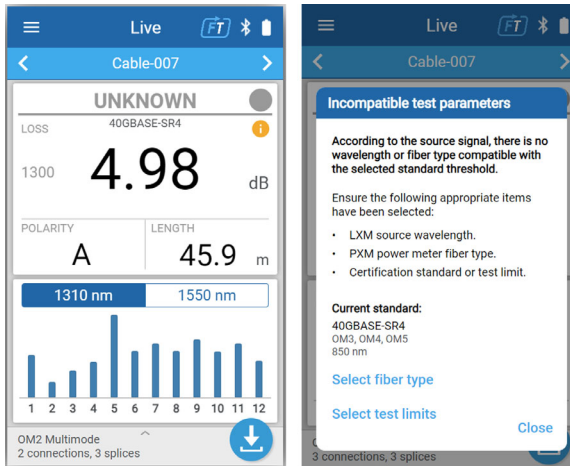 Live
FT
Cable-007
UNKNOWN
40GBASE-SR4
LOSS
i
1300
4.98
dB
POLARITY
LENGTH
A
45.9
m
1310 nm
1550 nm
1 2 3 4 5 6 7 8 9 10 11 12
OM2 Multimode
2 connections, 3 splices
Live
FT
Cable-007
Incompatible test parameters
According to the source signal, there is no
wavelength or fiber type compatible with
the selected standard threshold.
Ensure the following appropriate items
have been selected:
• LXM source wavelength.
• PXM power meter fiber type.
• Certification standard or test limit.
Current standard:
40GBASE-SR4
OM3, OM4, OM5
850 nm
Select fiber type
Select test limits
Close
3 connections, 3 splices